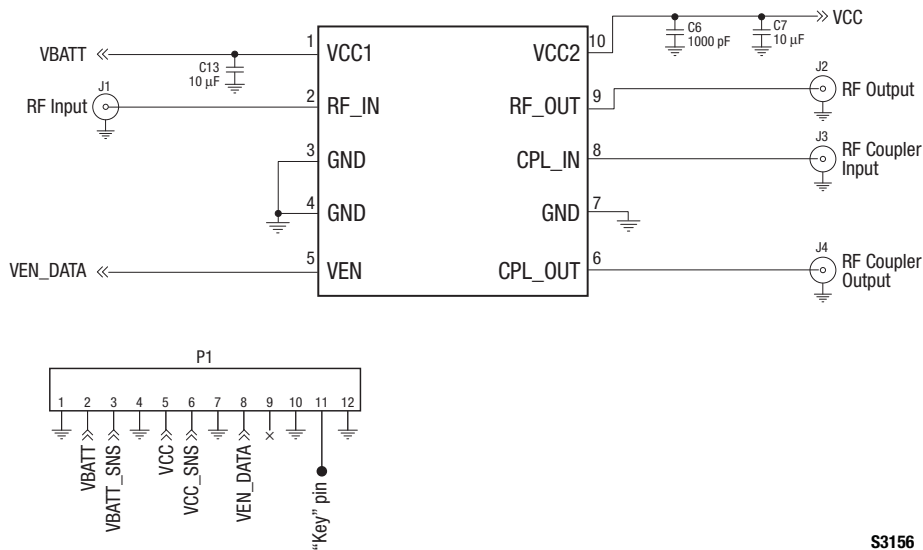 VBATT
C13
10 µF
1
VCC1
VCC2
10
C6
1000 pF
C7
10 µF
VCC
J1
RF Input
2
RF_IN
RF_OUT
9
J2
RF Output
3
GND
CPL_IN
8
J3
RF Coupler
Input
4
GND
GND
7
VEN_DATA
5
VEN
CPL_OUT
6
J4
RF Coupler
Output
P1
1 2 3 4 5 6 7 8 9 10 11 12
VBATT
VBATT_SNS
VCC
VCC_SNS
VEN_DATA
×
"Key" pin
S3156